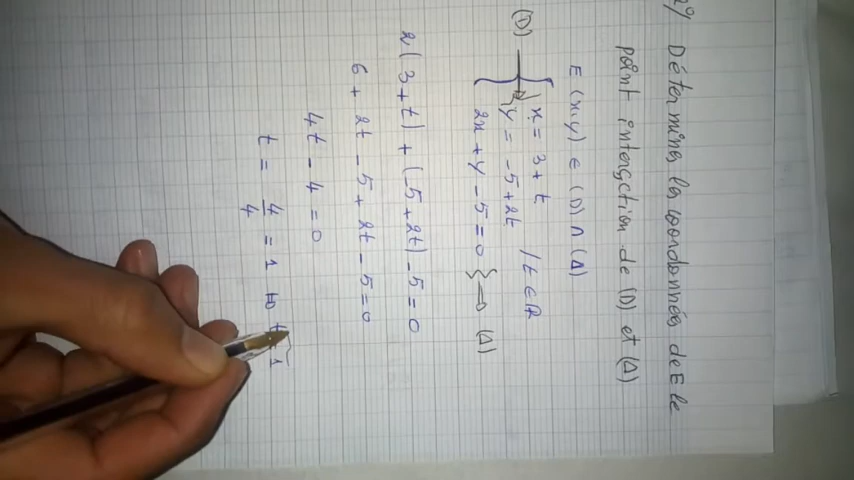 2°/ Détermine les coordonnées de E le
point intersection de (D) et (Δ)
E(x,y) ∈ (D) ∩ (Δ)
(D) → { x = 3 + t
y = -5 + 2t / t ∈ ℝ
2x + y - 5 = 0 } → (Δ)
2(3+t) + (-5+2t) - 5 = 0
6 + 2t - 5 + 2t - 5 = 0
4t - 4 = 0
t = 4/4 = 1 ⇒ t = 1